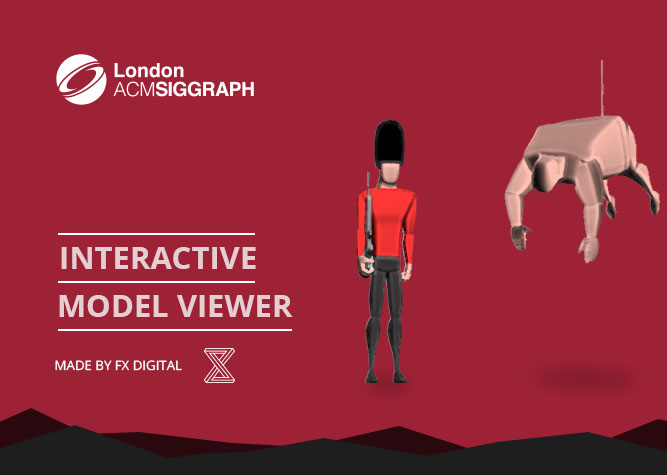 London
ACMSIGGRAPH
INTERACTIVE
MODEL VIEWER
MADE BY FX DIGITAL